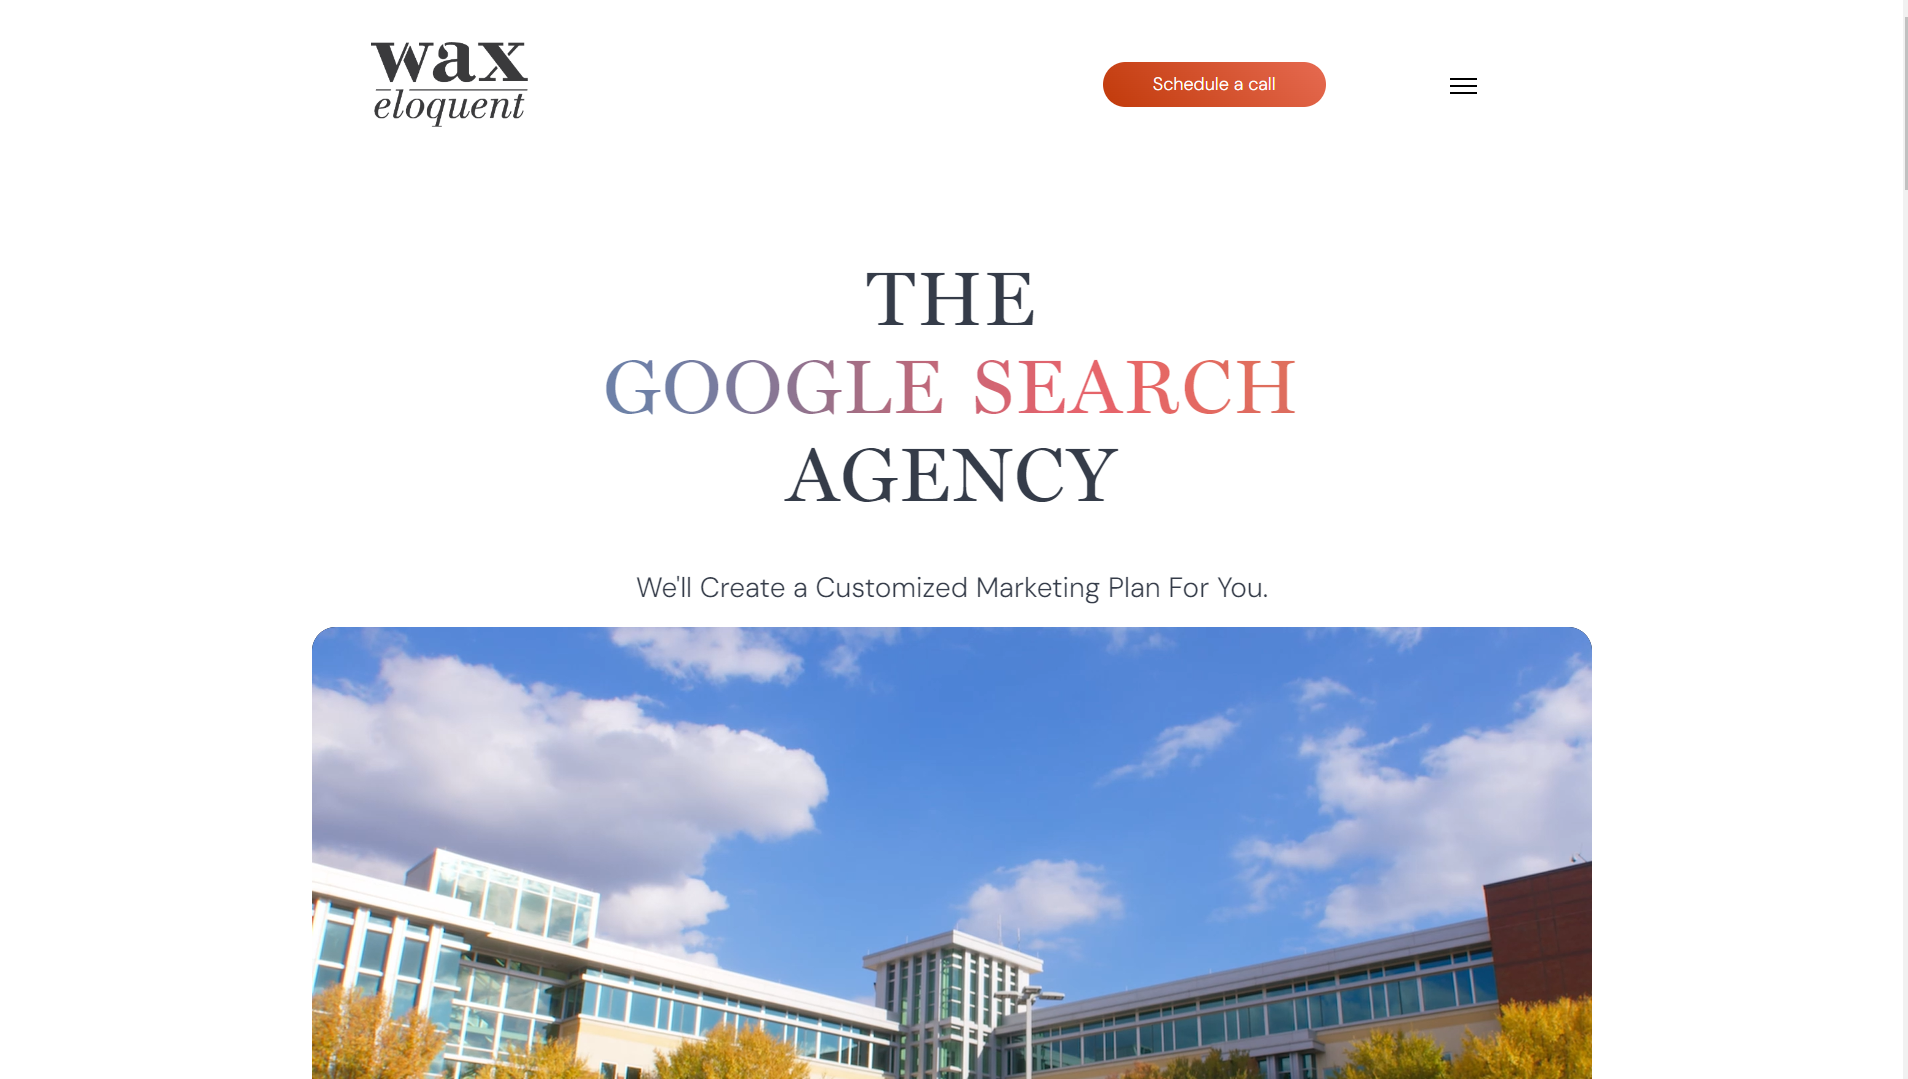 wax
eloquent
Schedule a call
THE
GOOGLE SEARCH
AGENCY
We'll Create a Customized Marketing Plan For You.